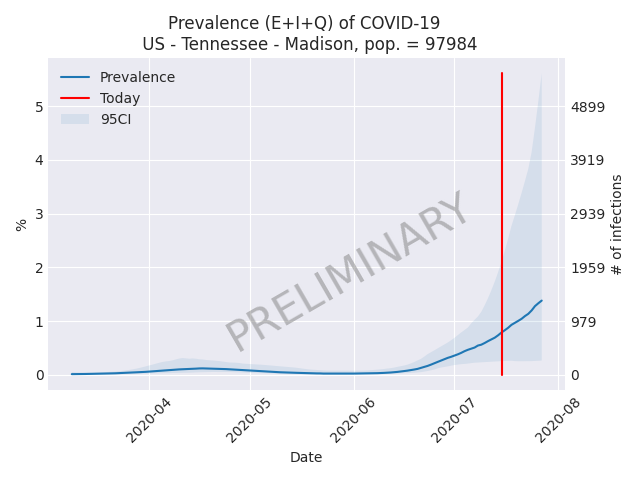 Prevalence (E+I+Q) of COVID-19
US - Tennessee - Madison, pop. = 97984
Prevalence
Today
95CI
PRELIMINARY
%
5
4
3
2
1
0
4899
3919
2939
1959
979
0
# of infections
2020-04
2020-05
2020-06
2020-07
2020-08
Date